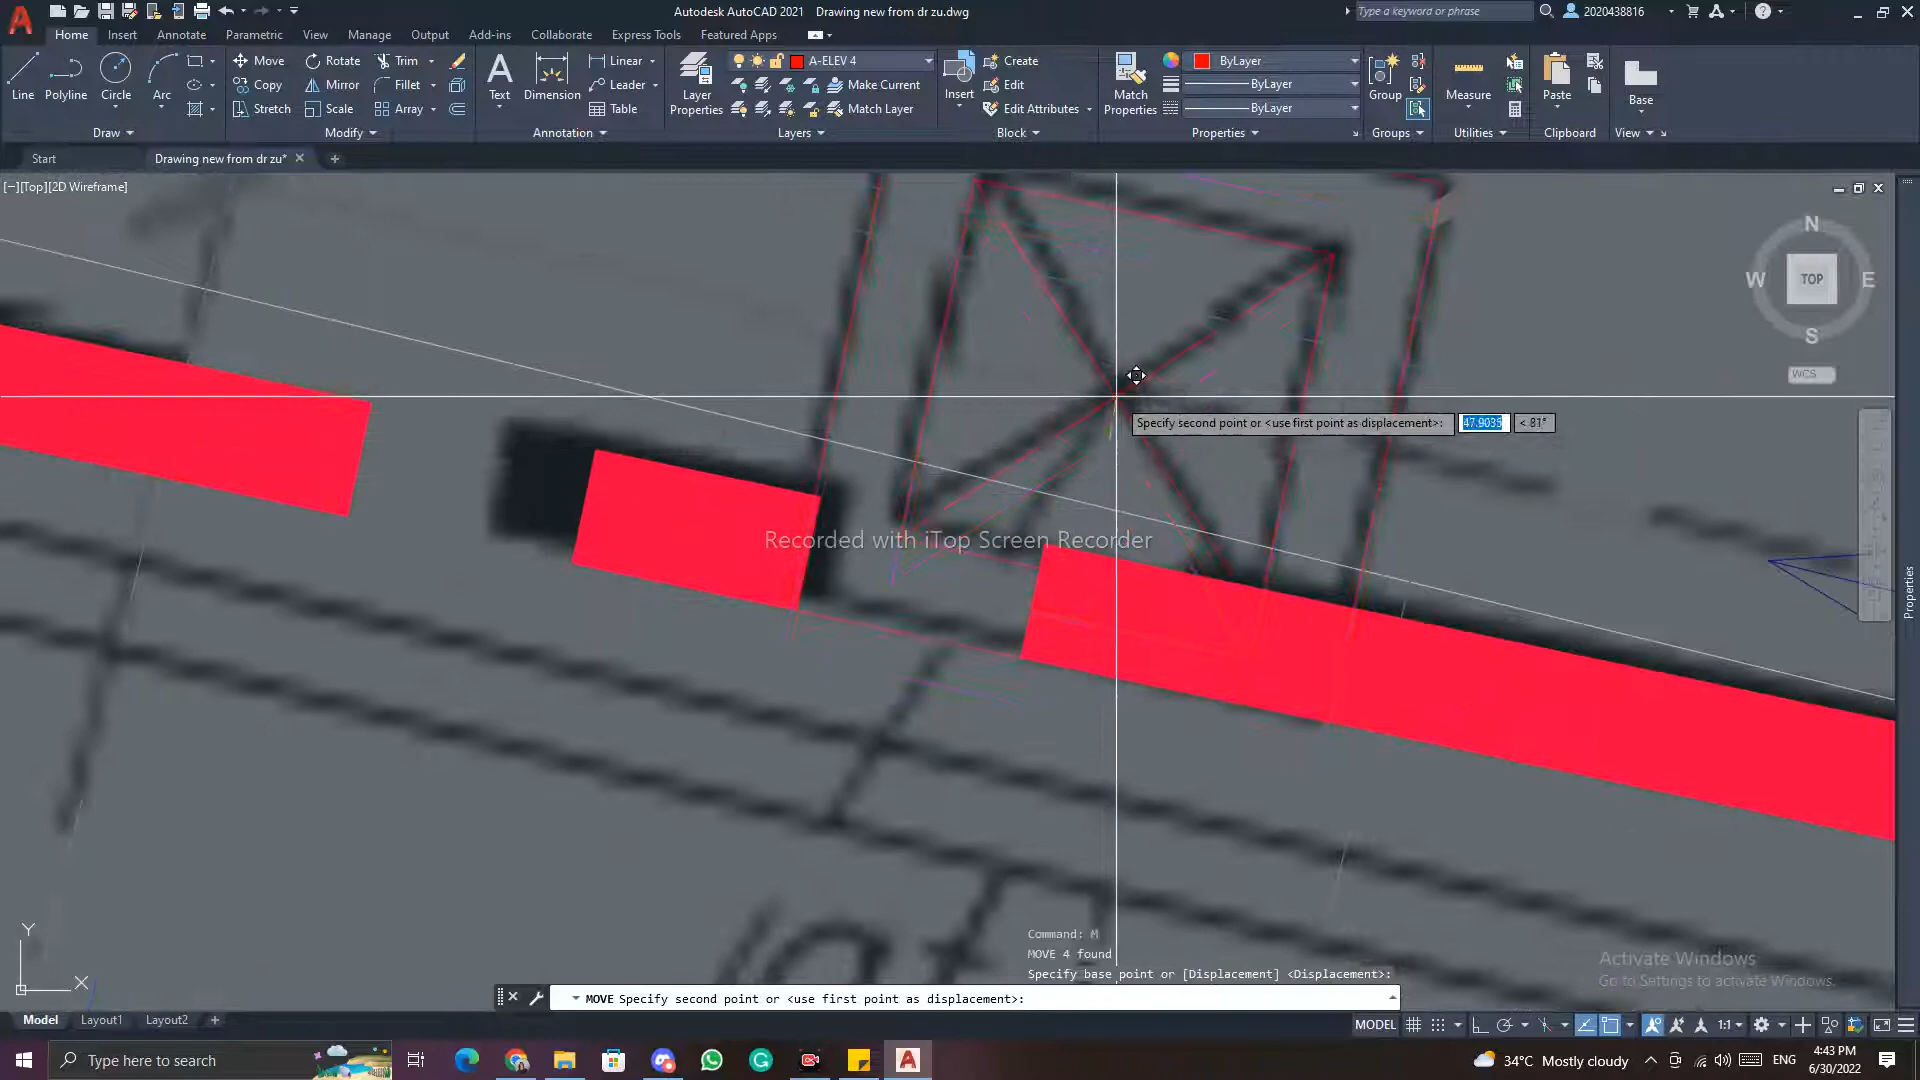 Autodesk AutoCAD 2021 Drawing new from dr zu.dwg
Type a keyword or phrase
2020438816
Home Insert Annotate Parametric View Manage Output Add-ins Collaborate Express Tools Featured Apps
Line Polyline Circle Arc
Move Rotate Trim
Copy Mirror Fillet
Stretch Scale Array
Text Dimension
Linear
Leader
Table
Layer Properties
A-ELEV 4
Make Current
Match Layer
Insert
Create
Edit
Edit Attributes
Match Properties
ByLayer
ByLayer
ByLayer
Group
Measure
Paste
Base
Draw Modify Annotation Layers Block Properties Groups Utilities Clipboard View
Start Drawing new from dr zu*
[−][Top][2D Wireframe]
N
W TOP E
S
WCS
Specify second point or <use first point as displacement>: 47.9035 < 81°
Recorded with iTop Screen Recorder
Properties
Y
X
Command: M
MOVE 4 found
Specify base point or [Displacement] <Displacement>:
MOVE Specify second point or <use first point as displacement>:
Activate Windows
Go to Settings to activate Windows.
Model Layout1 Layout2
MODEL 1:1
Type here to search
34°C Mostly cloudy
ENG
4:43 PM
6/30/2022